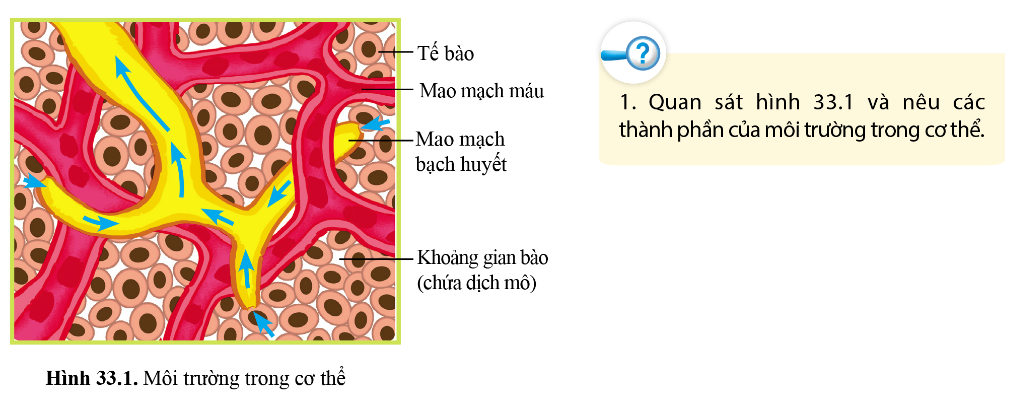 Tế bào
Mao mạch máu
Mao mạch
bạch huyết
Khoảng gian bào
(chứa dịch mô)
Hình 33.1. Môi trường trong cơ thể
?
1. Quan sát hình 33.1 và nêu các
thành phần của môi trường trong cơ thể.